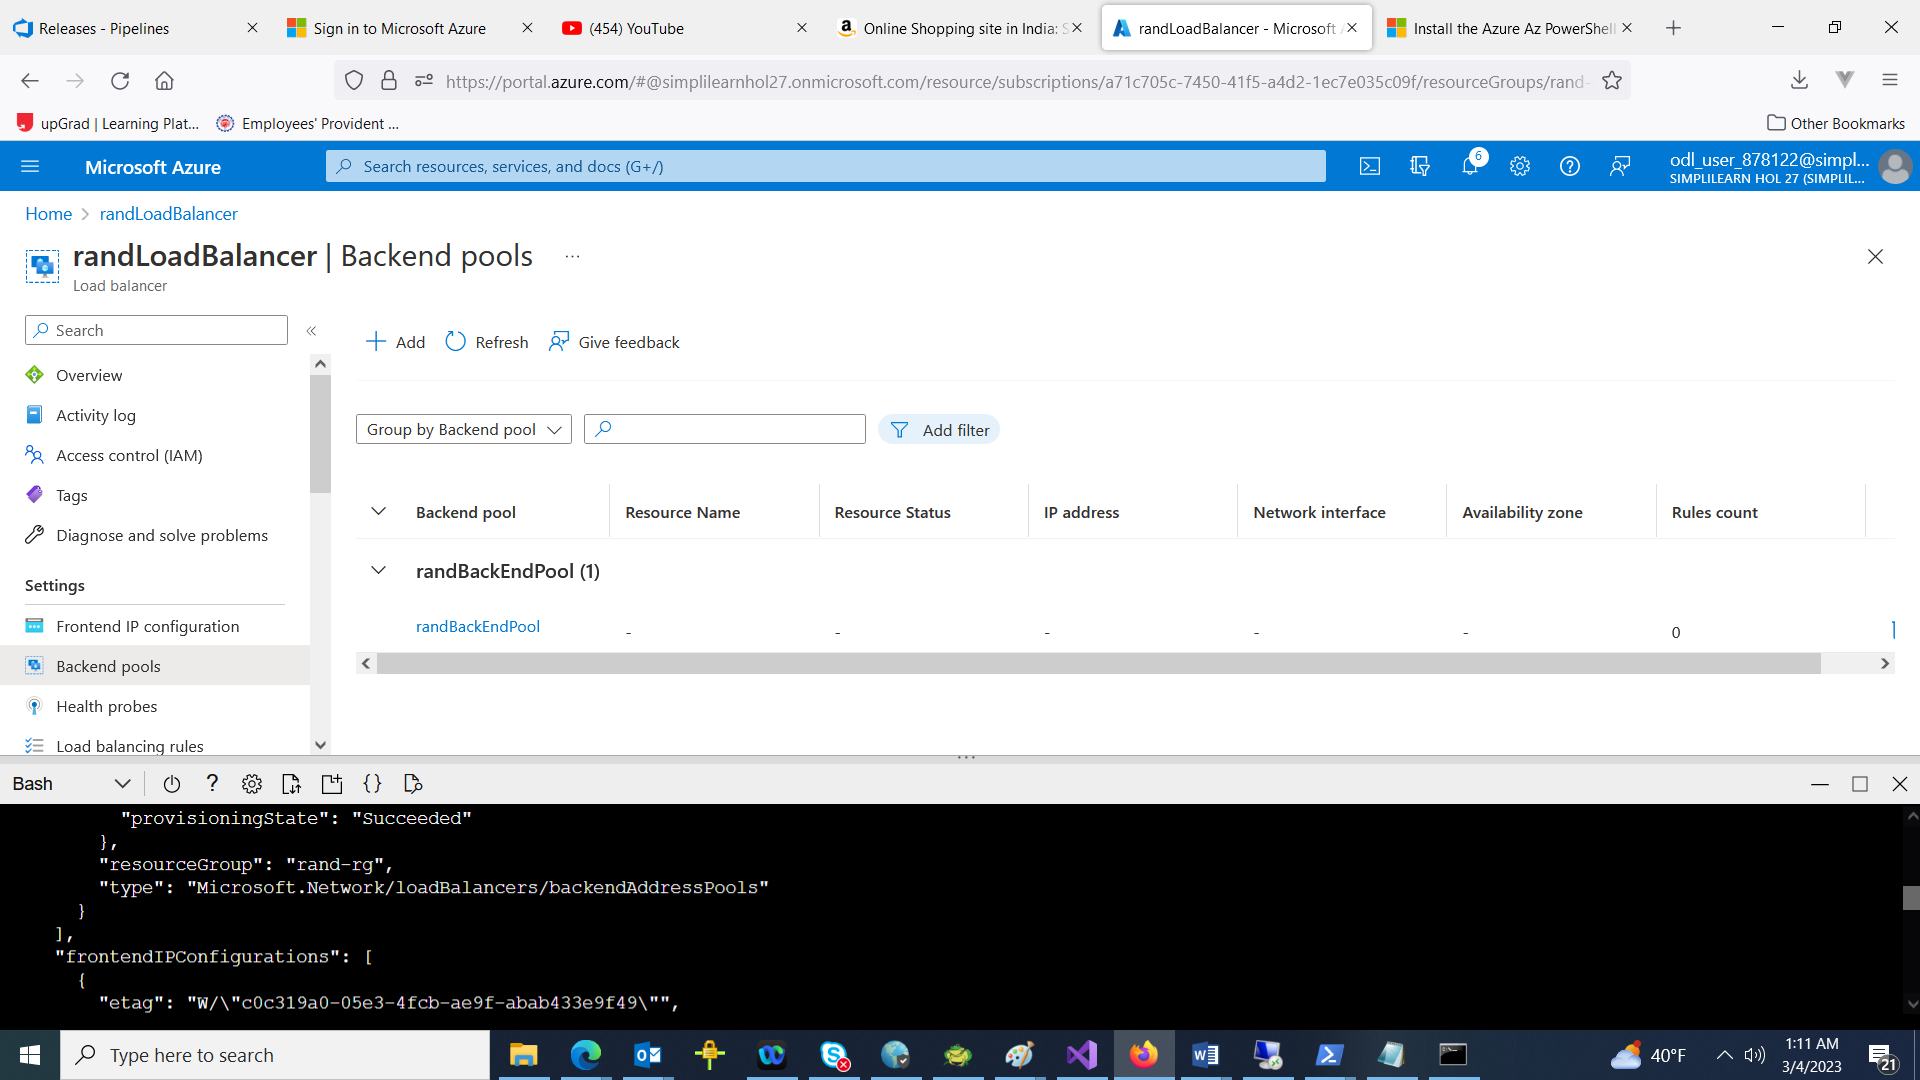 Releases - Pipelines
Sign in to Microsoft Azure
(454) YouTube
Online Shopping site in India: S
randLoadBalancer - Microsoft A
Install the Azure Az PowerShell
https://portal.azure.com/#@simplilearnhol27.onmicrosoft.com/resource/subscriptions/a71c705c-7450-41f5-a4d2-1ec7e035c09f/resourceGroups/rand-
upGrad | Learning Plat...
Employees' Provident ...
Other Bookmarks
Microsoft Azure
Search resources, services, and docs (G+/)
6
odl_user_878122@simpl...
SIMPLILEARN HOL 27 (SIMPLIL...
Home > randLoadBalancer
randLoadBalancer | Backend pools ...
Load balancer
Search
«
Add
Refresh
Give feedback
Overview
Activity log
Access control (IAM)
Tags
Diagnose and solve problems
Settings
Frontend IP configuration
Backend pools
Health probes
Load balancing rules
Group by Backend pool
Add filter
Backend pool
Resource Name
Resource Status
IP address
Network interface
Availability zone
Rules count
randBackEndPool (1)
randBackEndPool
-
-
-
-
-
0
Bash
?
{}
"provisioningState": "Succeeded"
},
"resourceGroup": "rand-rg",
"type": "Microsoft.Network/loadBalancers/backendAddressPools"
}
],
"frontendIPConfigurations": [
{
"etag": "W/\"c0c319a0-05e3-4fcb-ae9f-abab433e9f49\"",
Type here to search
40°F
1:11 AM
3/4/2023
21